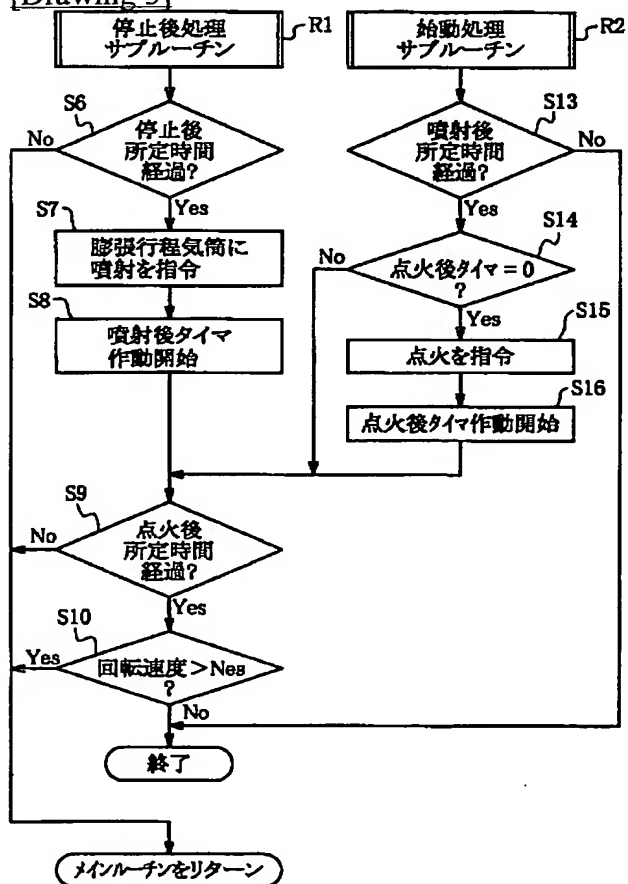 [Drawing 5]
停止後処理
サブルーチン
R1
始動処理
サブルーチン
R2
S6
停止後
所定時間
経過?
No
Yes
S7
膨張行程気筒に
噴射を指令
S8
噴射後タイマ
作動開始
S13
噴射後
所定時間
経過?
No
Yes
S14
No
点火後タイマ=0
?
Yes
S15
点火を指令
S16
点火後タイマ作動開始
S9
No
点火後
所定時間
経過?
Yes
S10
Yes
回転速度>Nes
?
No
終了
メインルーチンをリターン